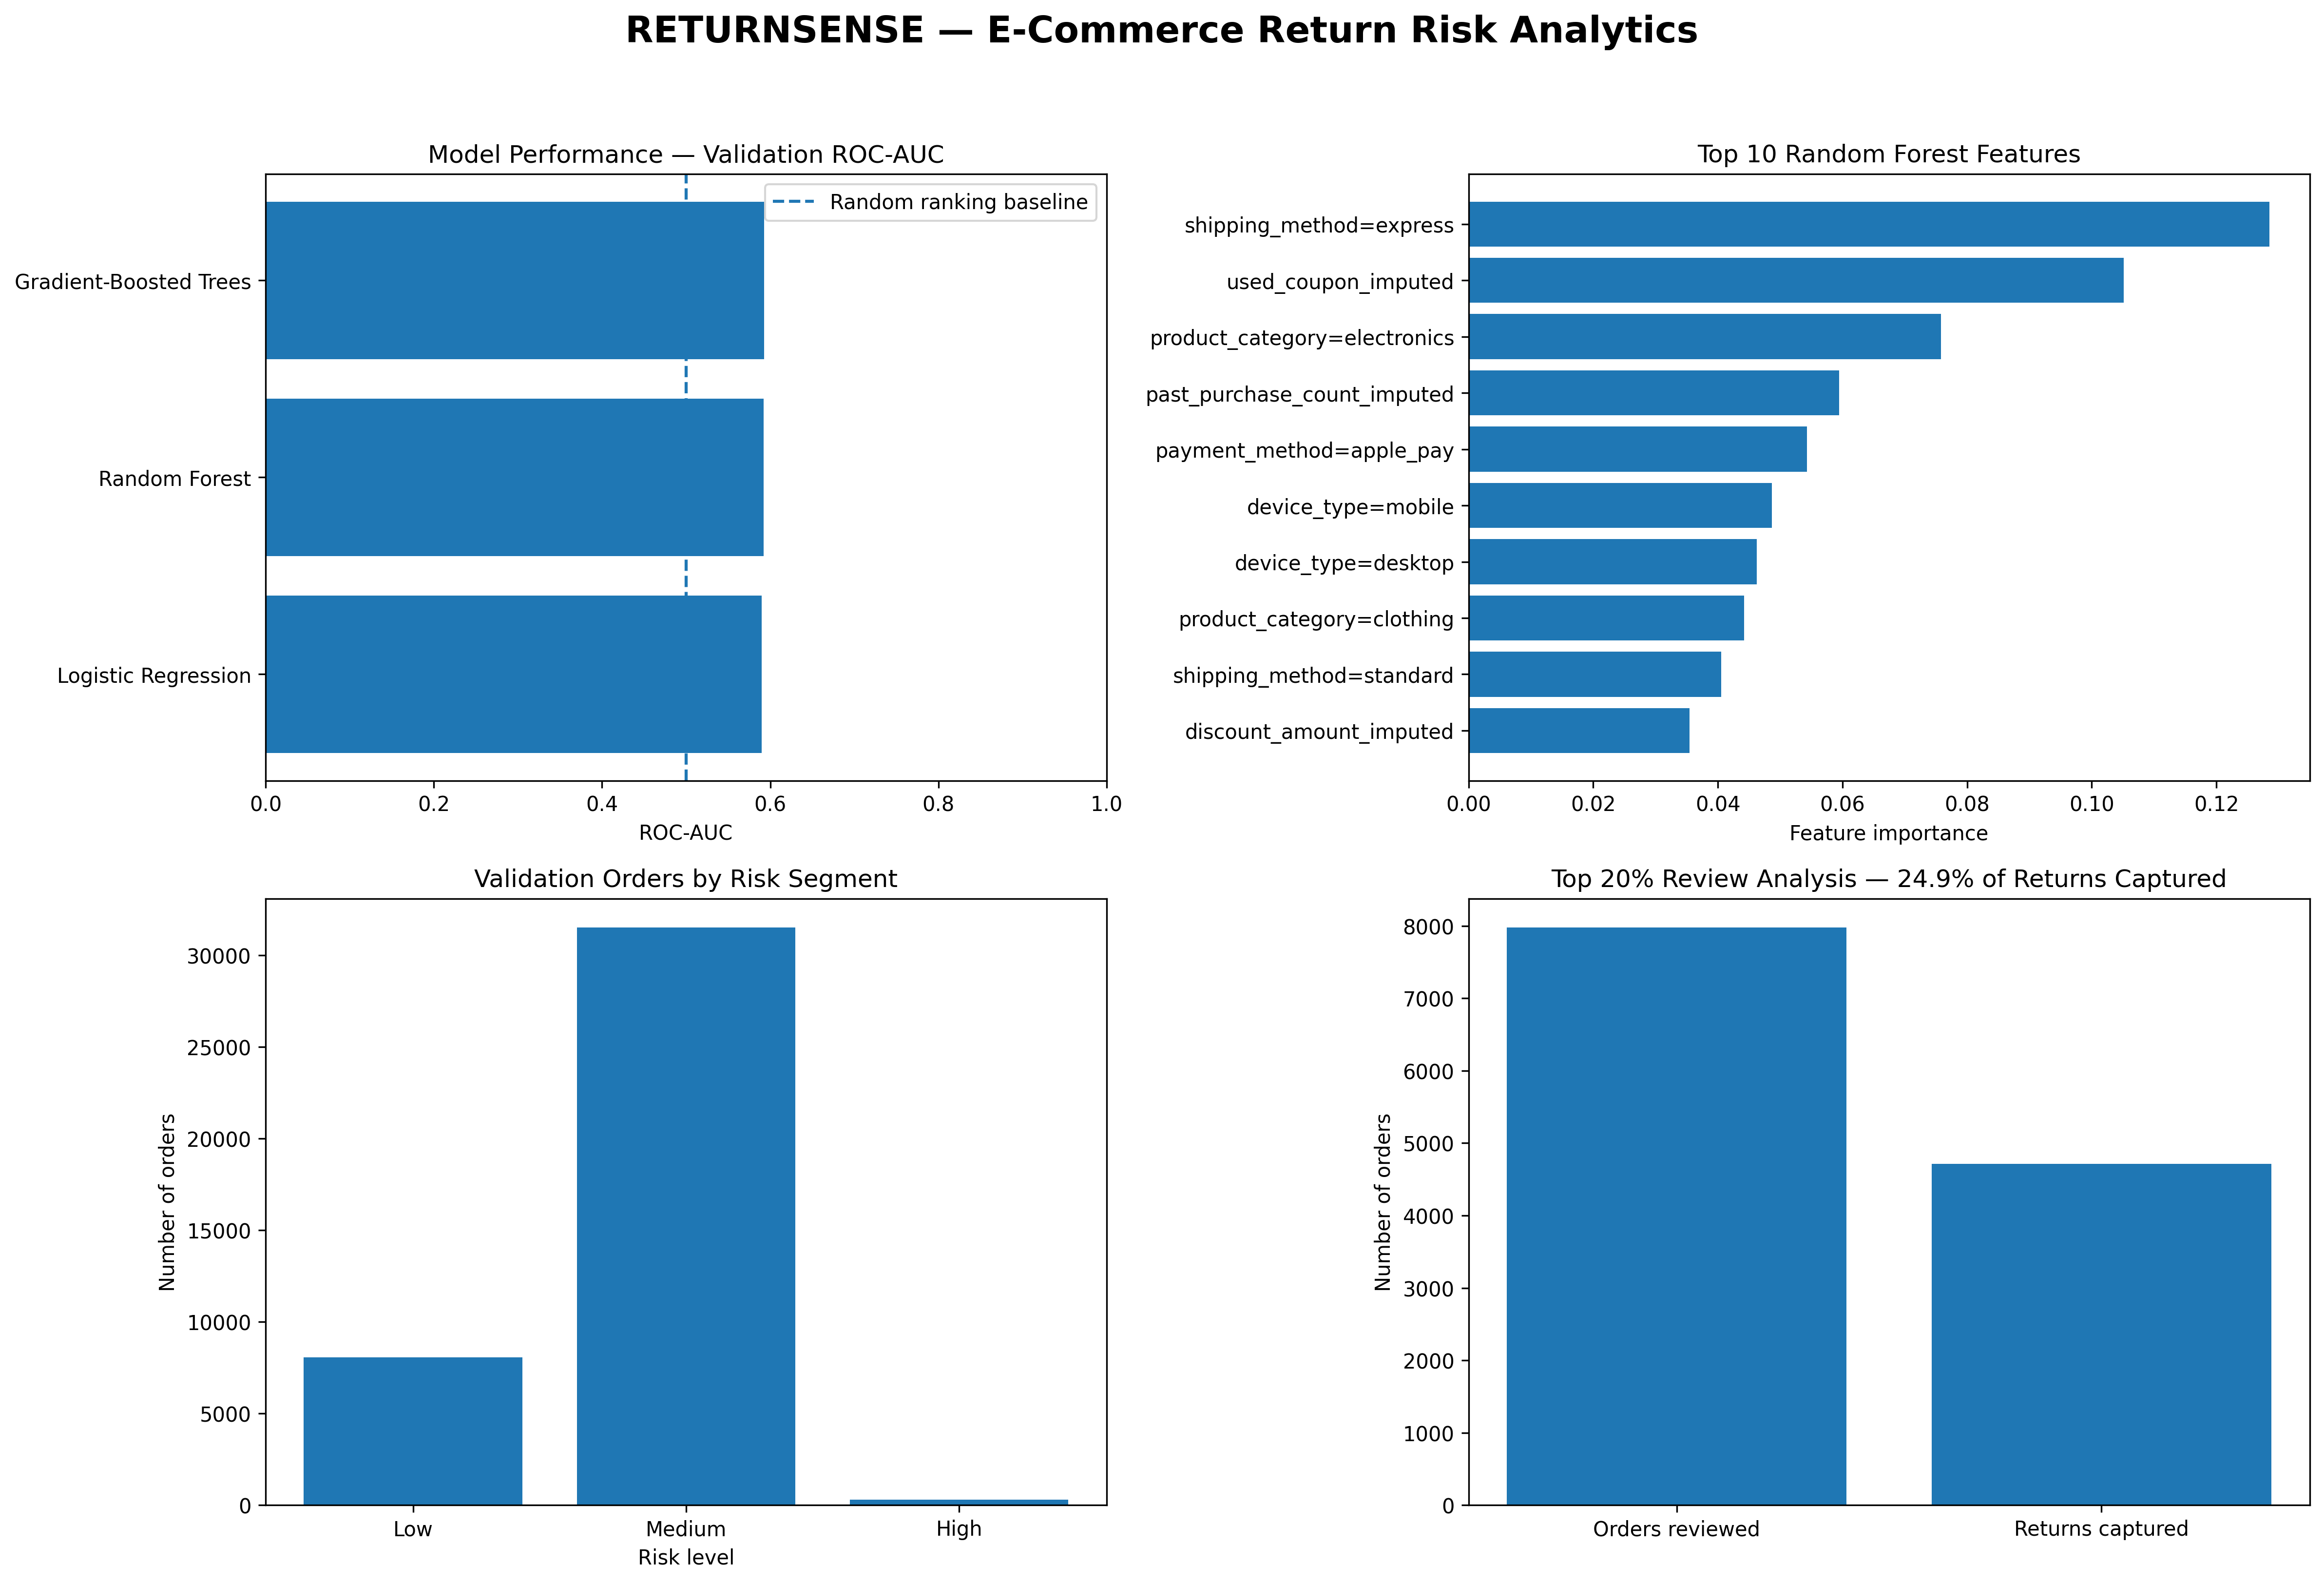 RETURNSENSE — E-Commerce Return Risk Analytics
Model Performance — Validation ROC-AUC
Random ranking baseline
Gradient-Boosted Trees
Random Forest
Logistic Regression
0.0 0.2 0.4 0.6 0.8 1.0
ROC-AUC
Top 10 Random Forest Features
shipping_method=express
used_coupon_imputed
product_category=electronics
past_purchase_count_imputed
payment_method=apple_pay
device_type=mobile
device_type=desktop
product_category=clothing
shipping_method=standard
discount_amount_imputed
0.00 0.02 0.04 0.06 0.08 0.10 0.12
Feature importance
Validation Orders by Risk Segment
Number of orders
30000
25000
20000
15000
10000
5000
0
Low Medium High
Risk level
Top 20% Review Analysis — 24.9% of Returns Captured
Number of orders
8000
7000
6000
5000
4000
3000
2000
1000
0
Orders reviewed Returns captured